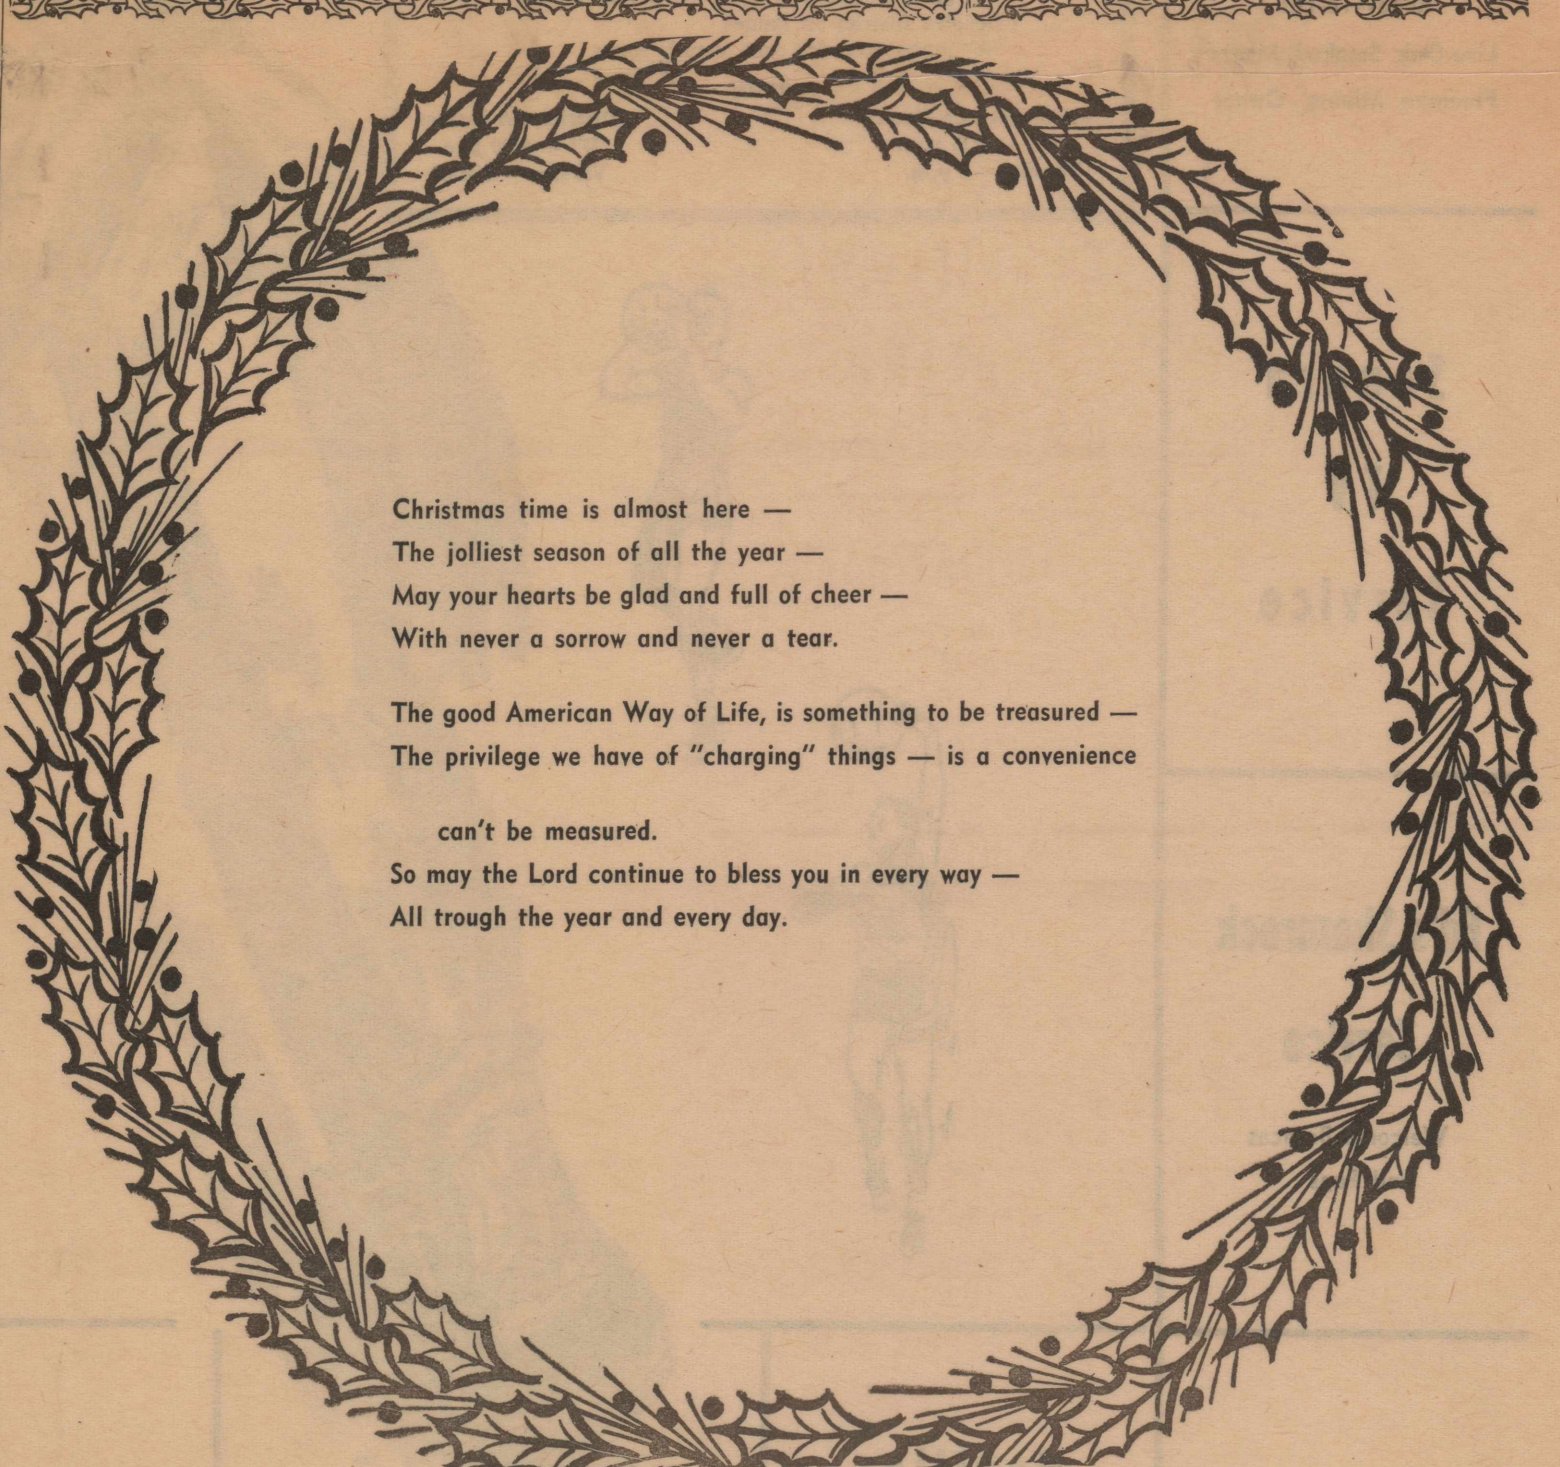 Christmas time is almost here —
The jolliest season of all the year —
May your hearts be glad and full of cheer —
With never a sorrow and never a tear.
The good American Way of Life, is something to be treasured —
The privilege we have of "charging" things — is a convenience
can't be measured.
So may the Lord continue to bless you in every way —
All trough the year and every day.